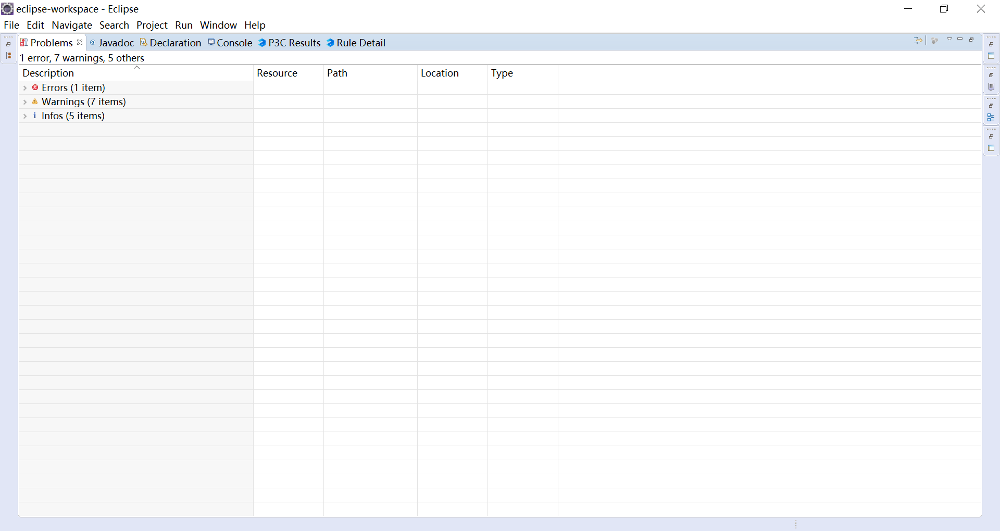 eclipse-workspace - Eclipse
File Edit Navigate Search Project Run Window Help
Problems @ Javadoc Declaration Console P3C Results Rule Detail
1 error, 7 warnings, 5 others
Description Resource Path Location Type
Errors (1 item)
Warnings (7 items)
Infos (5 items)